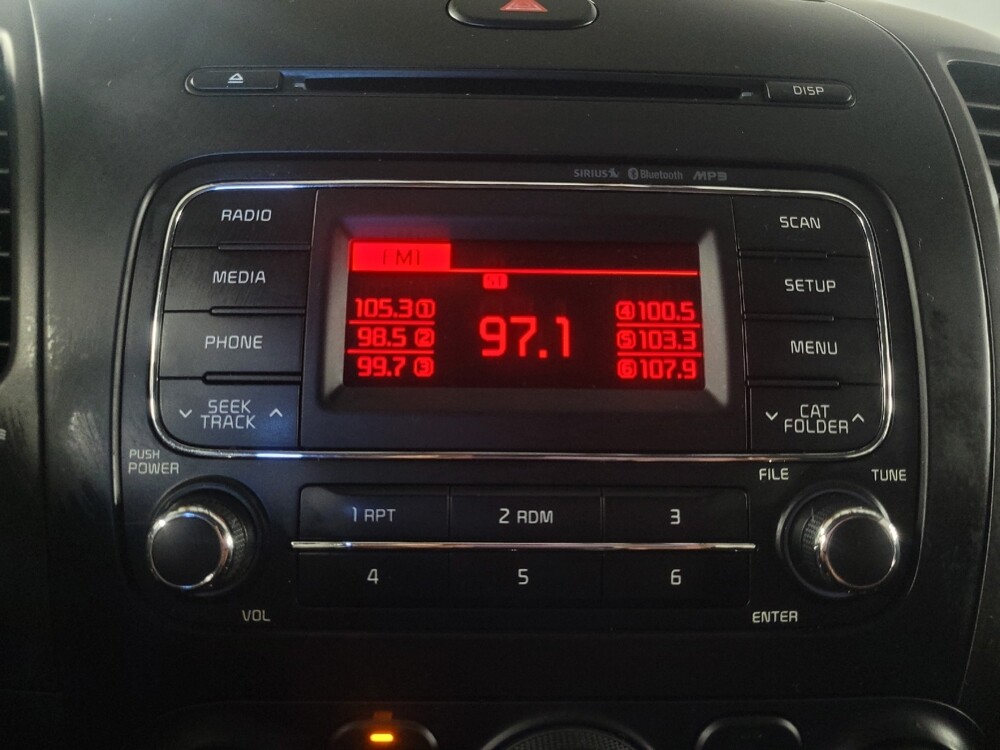 DISP
SIRIUS Bluetooth MP3
RADIO
SCAN
MEDIA
SETUP
PHONE
MENU
SEEK
TRACK
CAT
FOLDER
FM1
105.3 1
98.5 2
99.7 3
97.1
4 100.5
5 103.3
6 107.9
PUSH
POWER
FILE
TUNE
1 RPT
2 RDM
3
4
5
6
VOL
ENTER